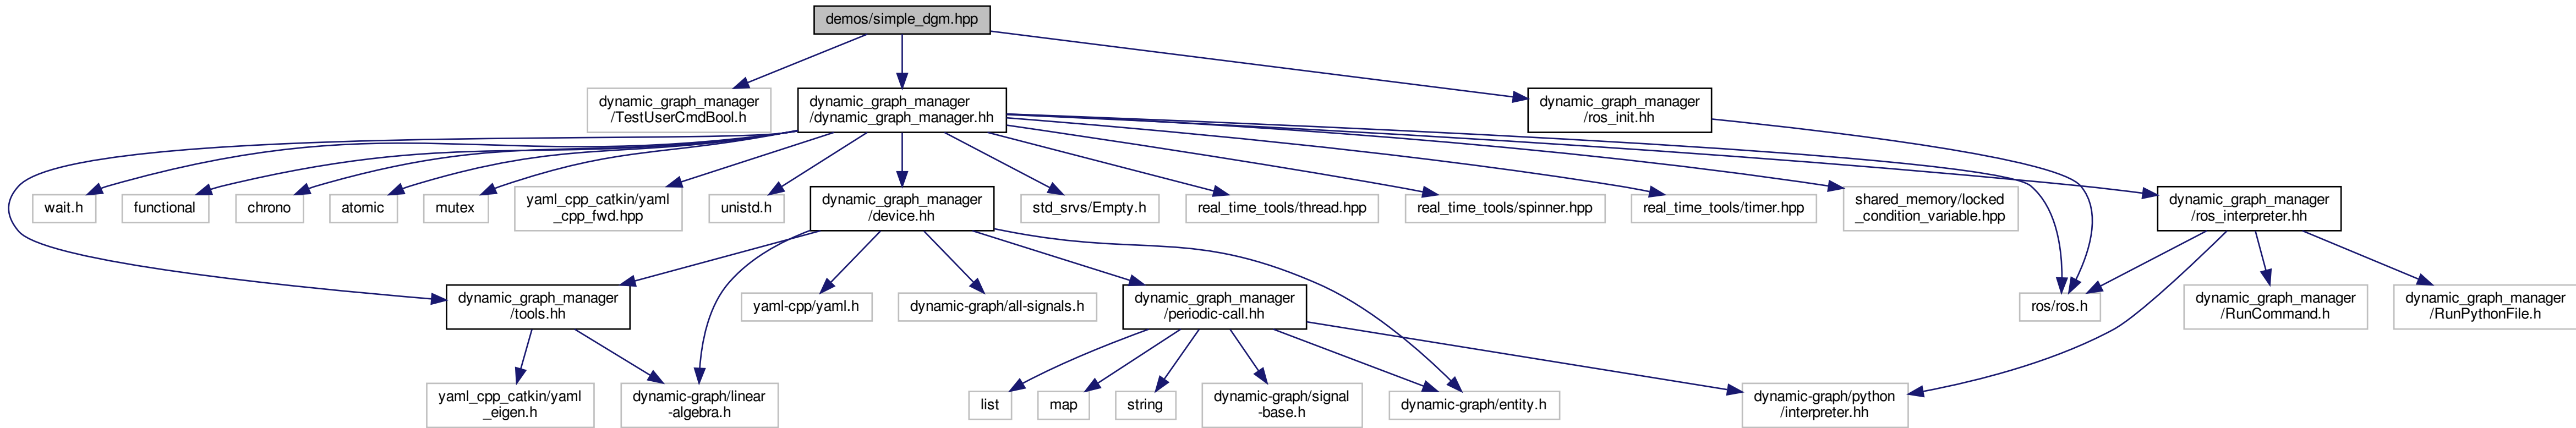 demos/simple_dgm.hpp
dynamic_graph_manager
/TestUserCmdBool.h
dynamic_graph_manager
/dynamic_graph_manager.hh
dynamic_graph_manager
/ros_init.hh
wait.h
functional
chrono
atomic
mutex
yaml_cpp_catkin/yaml
_cpp_fwd.hpp
unistd.h
dynamic_graph_manager
/device.hh
std_srvs/Empty.h
real_time_tools/thread.hpp
real_time_tools/spinner.hpp
real_time_tools/timer.hpp
shared_memory/locked
_condition_variable.hpp
dynamic_graph_manager
/ros_interpreter.hh
dynamic_graph_manager
/tools.hh
yaml-cpp/yaml.h
dynamic-graph/all-signals.h
dynamic_graph_manager
/periodic-call.hh
ros/ros.h
dynamic_graph_manager
/RunCommand.h
dynamic_graph_manager
/RunPythonFile.h
yaml_cpp_catkin/yaml
_eigen.h
dynamic-graph/linear
-algebra.h
list
map
string
dynamic-graph/signal
-base.h
dynamic-graph/entity.h
dynamic-graph/python
/interpreter.hh